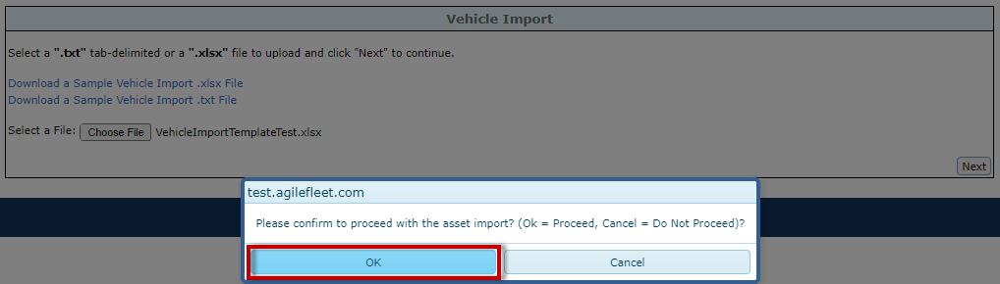 Vehicle Import
Select a ".txt" tab-delimited or a ".xlsx" file to upload and click "Next" to continue.
Download a Sample Vehicle Import .xlsx File
Download a Sample Vehicle Import .txt File
Select a File: Choose File VehicleImportTemplateTest.xlsx
Next
test.agilefleet.com
Please confirm to proceed with the asset import? (Ok = Proceed, Cancel = Do Not Proceed)?
OK Cancel